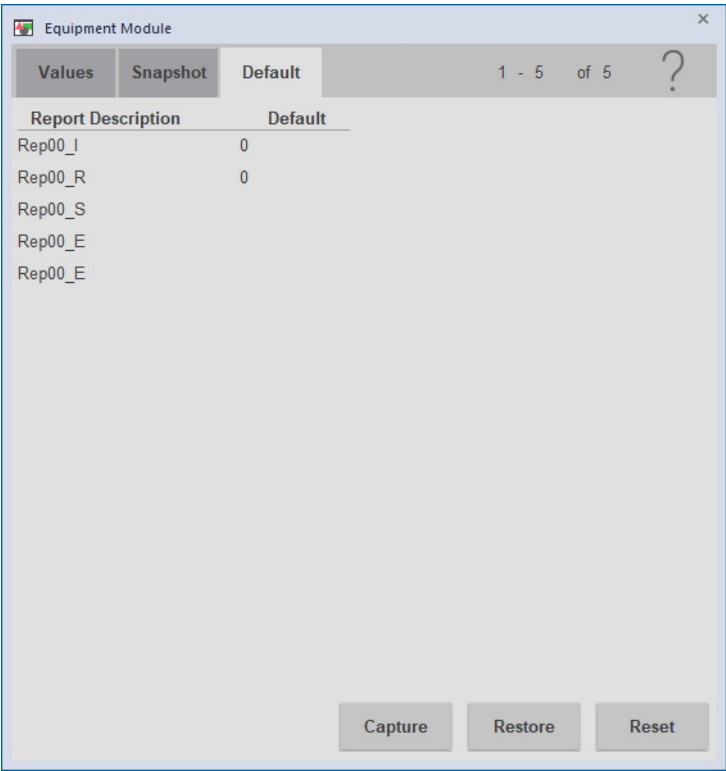 Equipment Module
Values Snapshot Default 1 - 5 of 5 ?
Report Description Default
Rep00_I 0
Rep00_R 0
Rep00_S
Rep00_E
Rep00_E
Capture Restore Reset